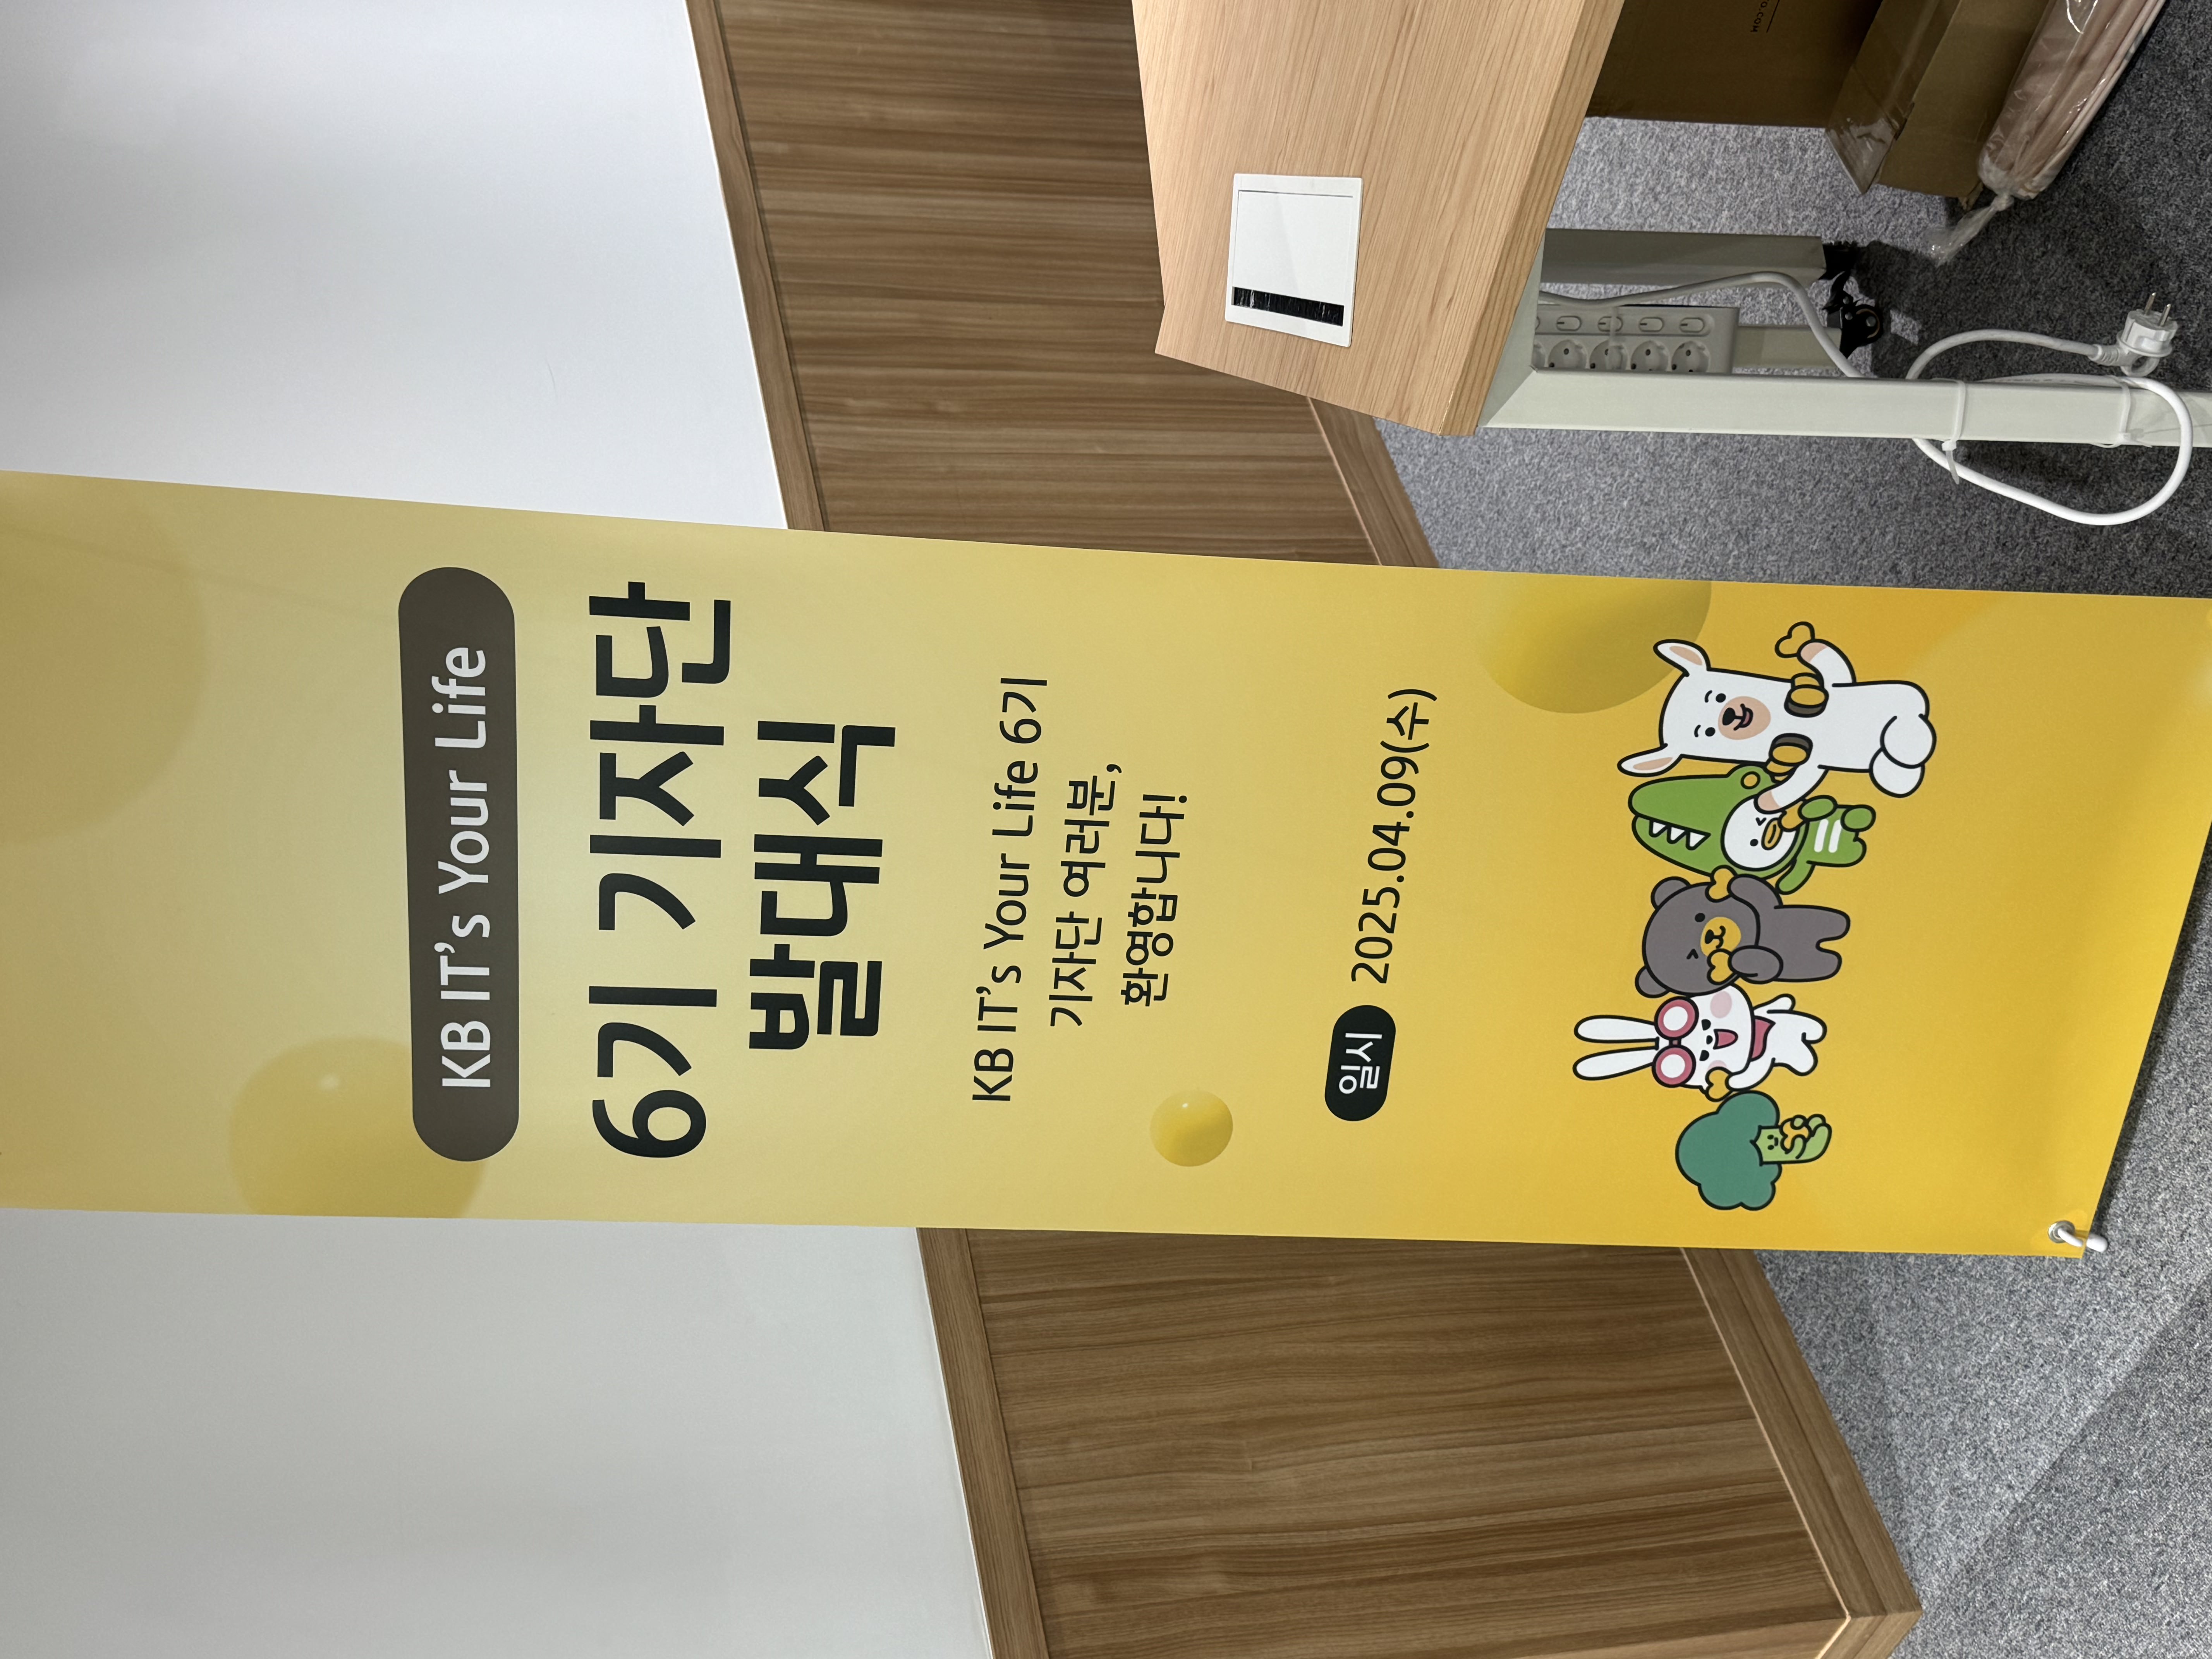 KB IT's Your Life
6기 기자단
발대식
KB IT's Your Life 6기
기자단 여러분,
환영합니다!
일시 2025.04.09(수)